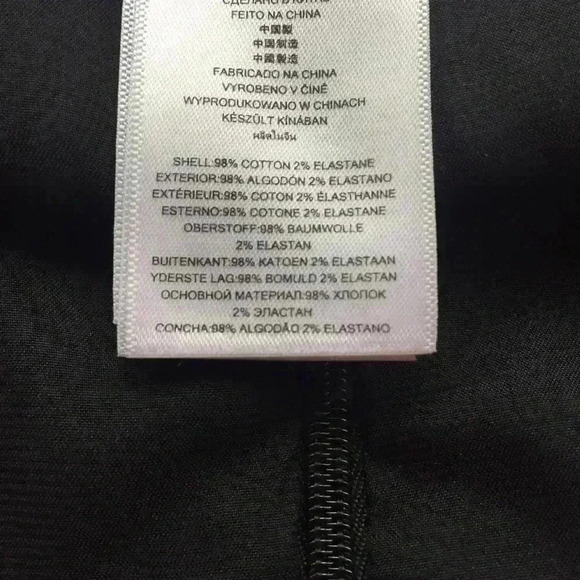 СДЕЛАНО В КИТАЕ
FEITO NA CHINA
中国製
中国制造
中國製造
FABRICADO NA CHINA
VYROBENO V ČÍNĚ
WYPRODUKOWANO W CHINACH
KÉSZÜLT KÍNÁBAN
ผลิตในจีน
SHELL:98% COTTON 2% ELASTANE
EXTERIOR:98% ALGODÓN 2% ELASTANO
EXTÉRIEUR:98% COTON 2% ÉLASTHANNE
ESTERNO:98% COTONE 2% ELASTANE
OBERSTOFF:98% BAUMWOLLE
2% ELASTAN
BUITENKANT:98% KATOEN 2% ELASTAAN
YDERSTE LAG:98% BOMULD 2% ELASTAN
ОСНОВНОЙ МАТЕРИАЛ:98% ХЛОПОК
2% ЭЛАСТАН
CONCHA:98% ALGODÃO 2% ELASTANO